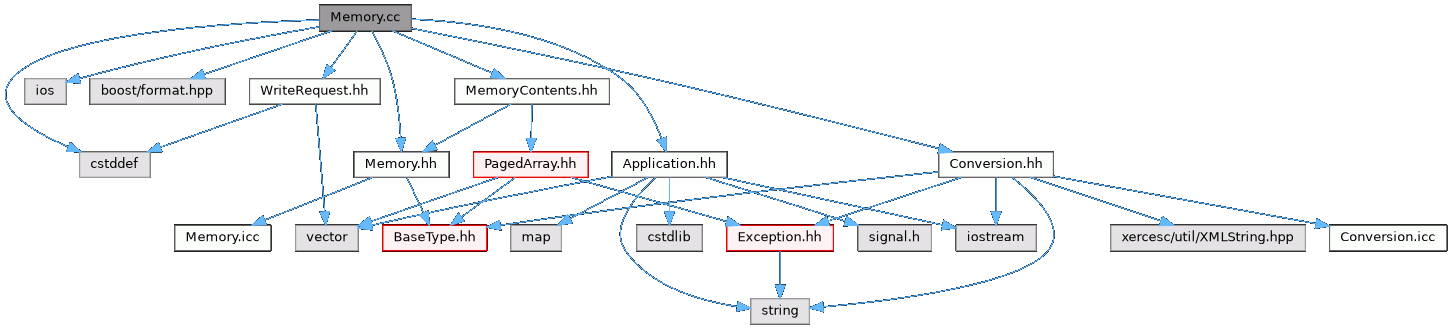 Memory.cc
ios
boost/format.hpp
WriteRequest.hh
MemoryContents.hh
cstddef
Memory.hh
PagedArray.hh
Application.hh
Conversion.hh
Memory.icc
vector
BaseType.hh
map
cstdlib
Exception.hh
signal.h
iostream
xercesc/util/XMLString.hpp
Conversion.icc
string